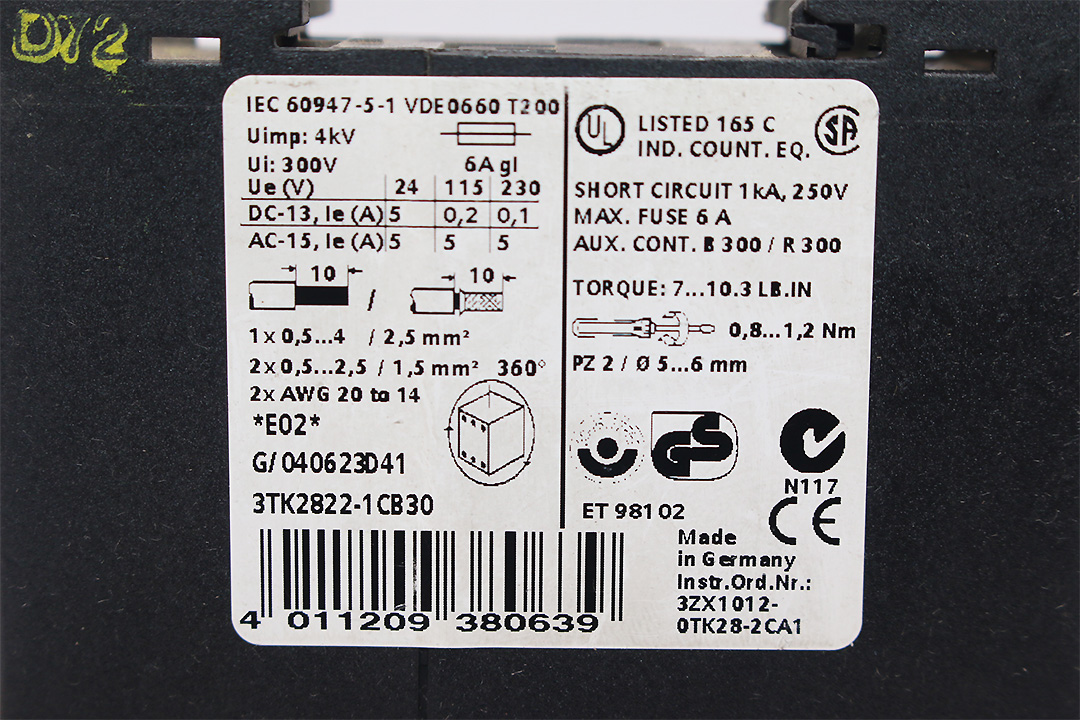 DV2
IEC 60947-5-1 VDE0660 T200
Uimp: 4kV
Ui: 300V 6A gl
Ue (V) 24 115 230
DC-13, Ie (A) 5 0,2 0,1
AC-15, Ie (A) 5 5 5
10 / 10
1 x 0,5...4 / 2,5 mm²
2x 0,5...2,5 / 1,5 mm² 360°
2x AWG 20 to 14
*E02*
G/040623D41
3TK2822-1CB30
4 011209 380639
UL LISTED 165 C SA
IND. COUNT. EQ.
SHORT CIRCUIT 1kA, 250V
MAX. FUSE 6 A
AUX. CONT. B 300 / R 300
TORQUE: 7...10.3 LB.IN
0,8...1,2 Nm
PZ 2 / Ø 5...6 mm
GS
N117
ET 98102
CE
Made
in Germany
Instr.Ord.Nr.:
3ZX1012-
0TK28-2CA1